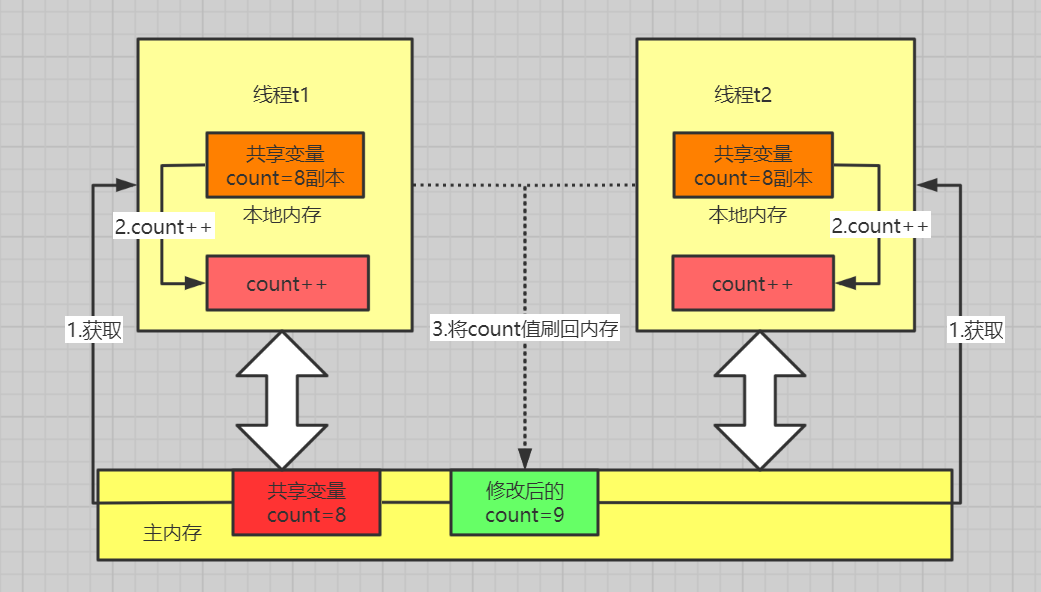 线程t1
线程t2
共享变量
count=8副本
共享变量
count=8副本
本地内存
本地内存
2.count++
2.count++
count++
count++
1.获取
3.将count值刷回内存
1.获取
共享变量
count=8
修改后的
count=9
主内存